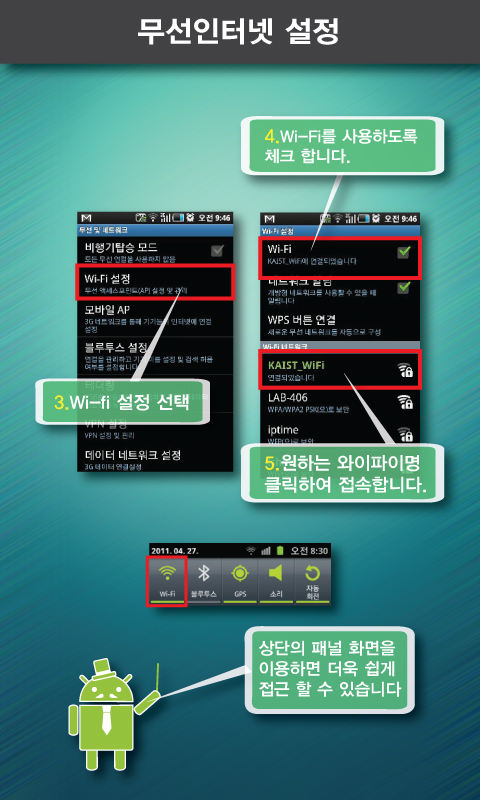 무선인터넷 설정
4.Wi-Fi를 사용하도록
체크 합니다.
오전 9:46
무선 및 네트워크
비행기탑승 모드
모든 무선 연결을 사용하지 않음
Wi-Fi 설정
무선 액세스포인트(AP) 설정 및 관리
모바일 AP
3G 네트워크를 통해 기기를 인터넷에 연결
설정
블루투스 설정
연결을 관리하고 기기를 설정 및 검색 허용
여부를 설정합니다
3.Wi-fi 설정 선택
테더링
VPN 설정
VPN 설정 및 관리
데이터 네트워크 설정
3G 데이터 연결설정
오전 9:46
Wi-Fi 설정
Wi-Fi
KAIST_WiFi에 연결되었습니다
네트워크 알림
개방형 네트워크를 사용할 수 있을 때
알립니다
WPS 버튼 연결
새로운 무선 네트워크를 자동으로 구성
Wi-Fi 네트워크
KAIST_WiFi
연결되었습니다
LAB-406
WPA/WPA2 PSK(으)로 보안
iptime
WEP(으)로 보안
5.원하는 와이파이명
클릭하여 접속합니다.
2011. 04. 27.
오전 8:30
Wi-Fi
블루투스
GPS
소리
자동
회전
상단의 패널 화면을
이용하면 더욱 쉽게
접근 할 수 있습니다